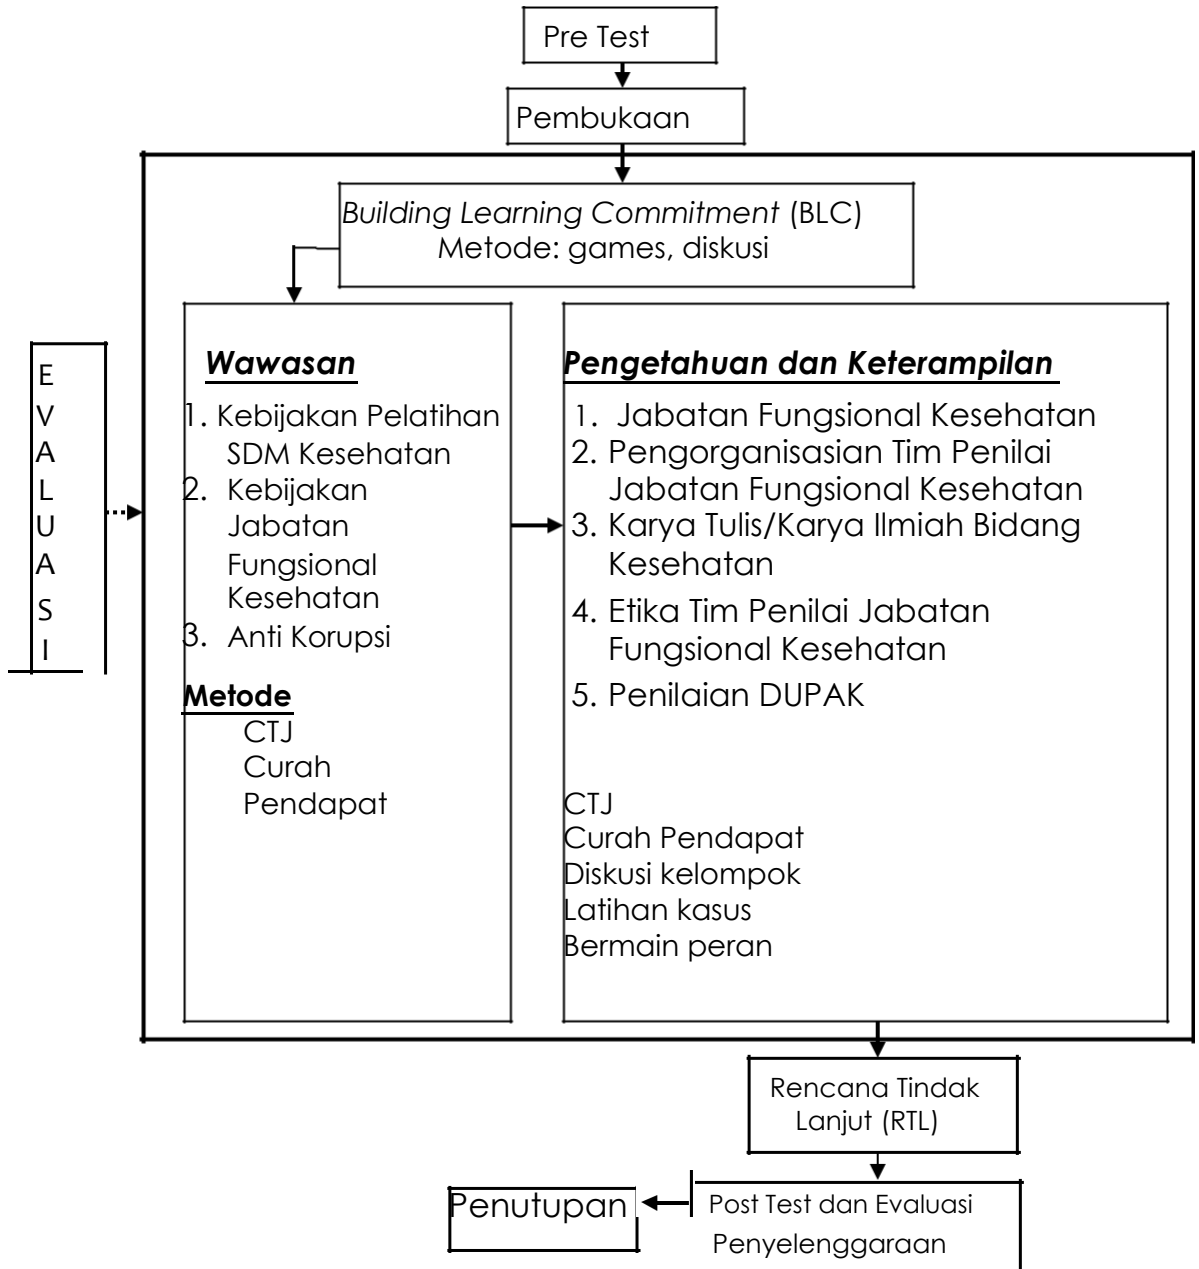 Pre Test
Pembukaan
Building Learning Commitment (BLC)
Metode: games, diskusi
E
V
A
L
U
A
S
I
Wawasan
1. Kebijakan Pelatihan
SDM Kesehatan
2. Kebijakan
Jabatan
Fungsional
Kesehatan
3. Anti Korupsi
Metode
CTJ
Curah
Pendapat
Pengetahuan dan Keterampilan
1. Jabatan Fungsional Kesehatan
2. Pengorganisasian Tim Penilai
Jabatan Fungsional Kesehatan
3. Karya Tulis/Karya Ilmiah Bidang
Kesehatan
4. Etika Tim Penilai Jabatan
Fungsional Kesehatan
5. Penilaian DUPAK
CTJ
Curah Pendapat
Diskusi kelompok
Latihan kasus
Bermain peran
Rencana Tindak
Lanjut (RTL)
Post Test dan Evaluasi
Penyelenggaraan
Penutupan